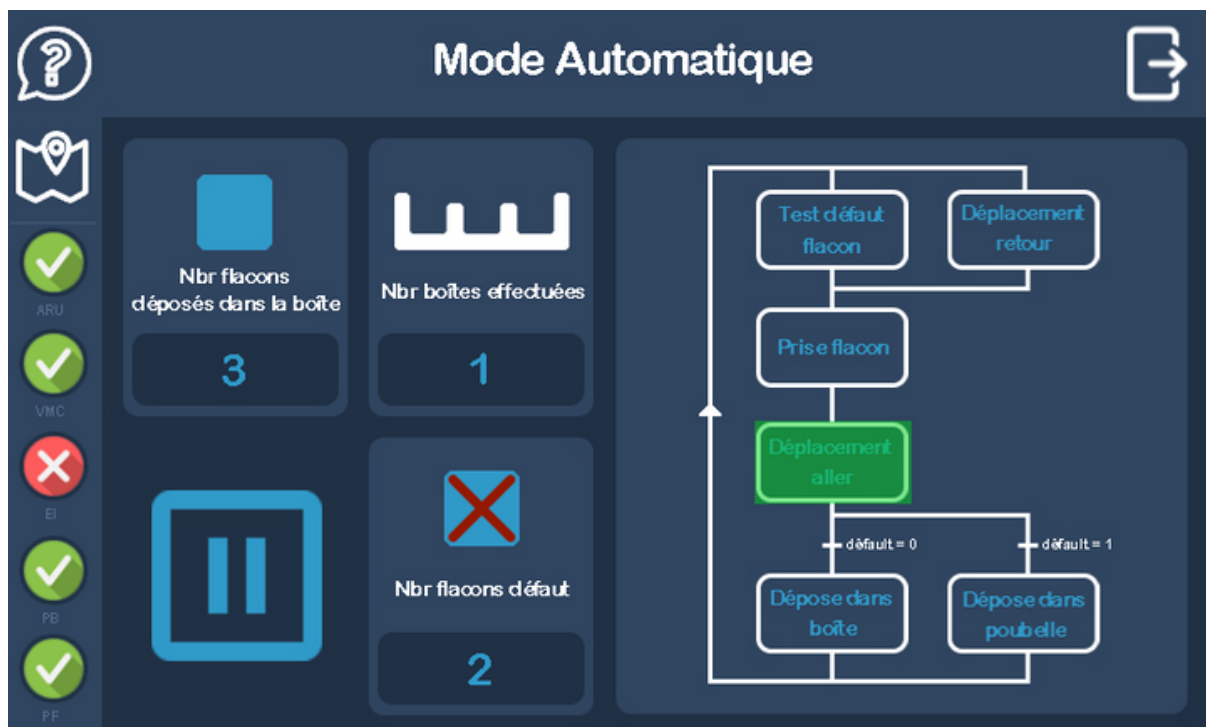 Mode Automatique
ARU
VMC
EI
PB
PF
Nbr flacons
déposés dans la boîte
3
Nbr boîtes effectuées
1
Nbr flacons défaut
2
Test défaut
flacon
Déplacement
retour
Prise flacon
Déplacement
aller
défault = 0
défault = 1
Dépose dans
boîte
Dépose dans
poubelle